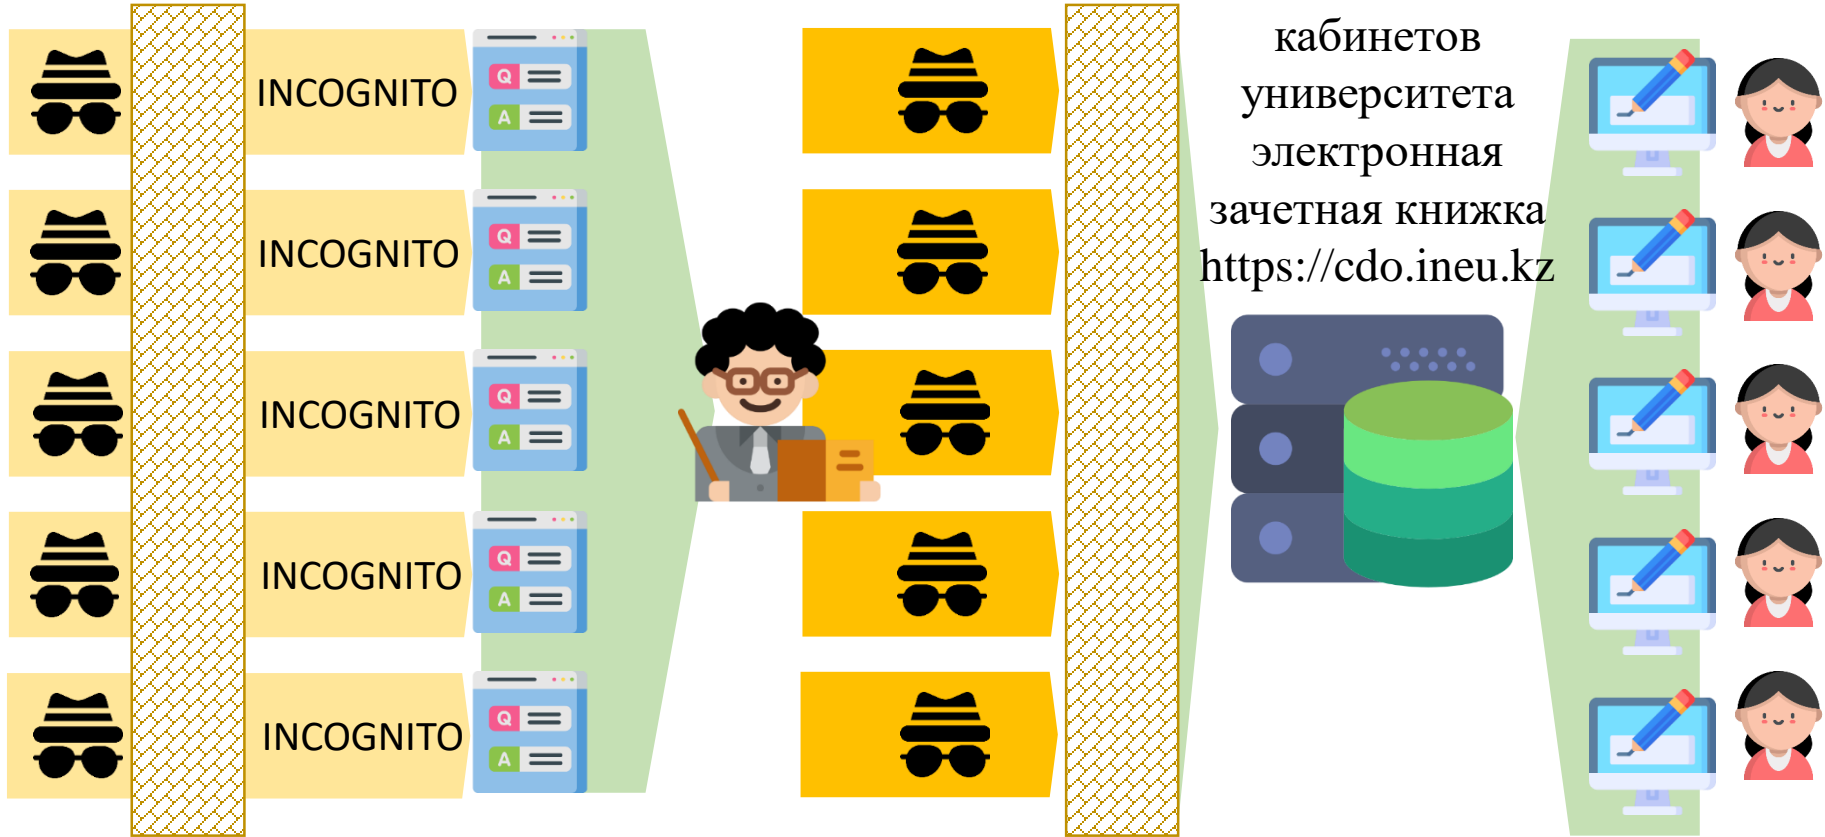 INCOGNITO
Q
A
INCOGNITO
Q
A
INCOGNITO
Q
A
INCOGNITO
Q
A
INCOGNITO
Q
A
кабинетов
университета
электронная
зачетная книжка
https://cdo.ineu.kz